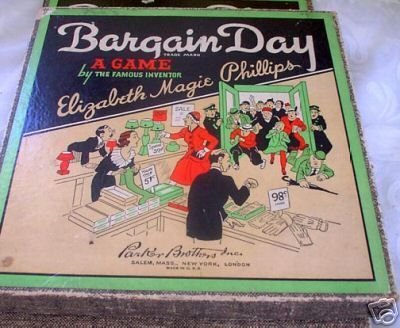 Bargain Day
TRADE MARK
A GAME
by THE FAMOUS INVENTOR
Elizabeth Magie Phillips
SALE
98¢
Parker Brothers Inc.
SALEM, MASS., NEW YORK, LONDON
MADE IN U.S.A.
ebY